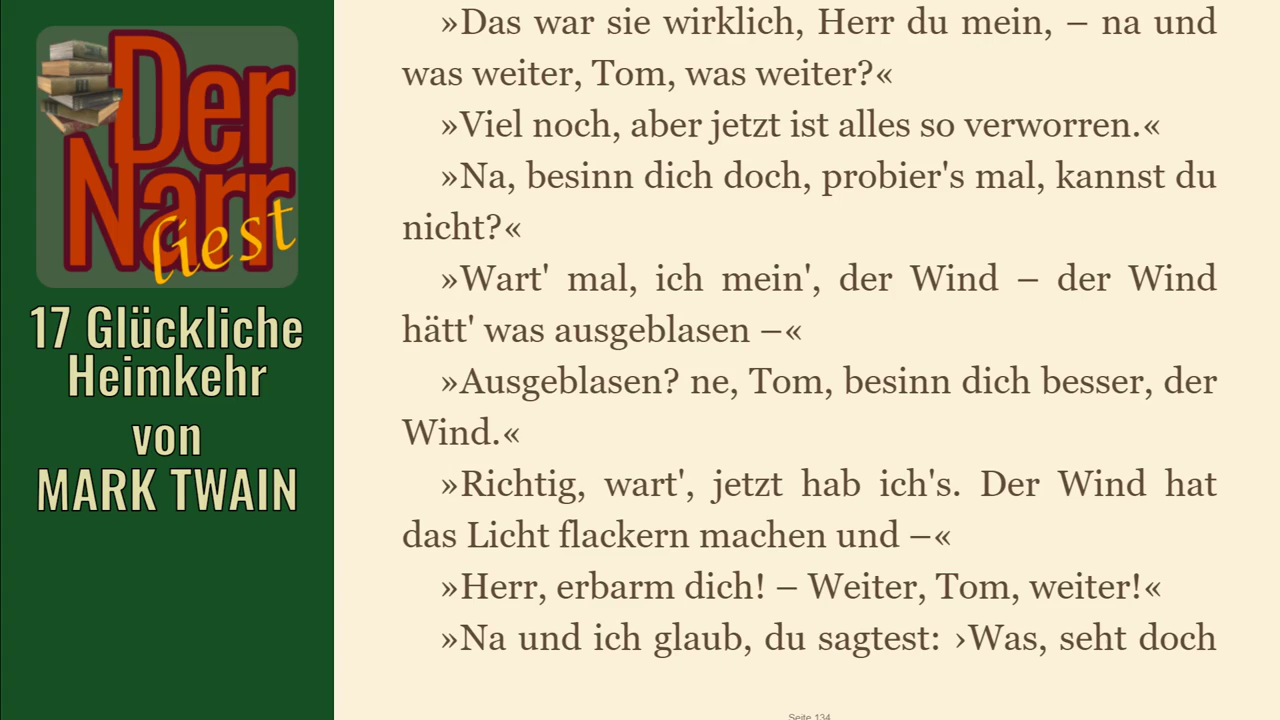 Der
Narr
liest
17 Glückliche
Heimkehr
von
MARK TWAIN
»Das war sie wirklich, Herr du mein, – na und
was weiter, Tom, was weiter?«
»Viel noch, aber jetzt ist alles so verworren.«
»Na, besinn dich doch, probier's mal, kannst du
nicht?«
»Wart' mal, ich mein', der Wind – der Wind
hätt' was ausgeblasen –«
»Ausgeblasen? ne, Tom, besinn dich besser, der
Wind.«
»Richtig, wart', jetzt hab ich's. Der Wind hat
das Licht flackern machen und –«
»Herr, erbarm dich! – Weiter, Tom, weiter!«
»Na und ich glaub, du sagtest: ›Was, seht doch
Seite 134